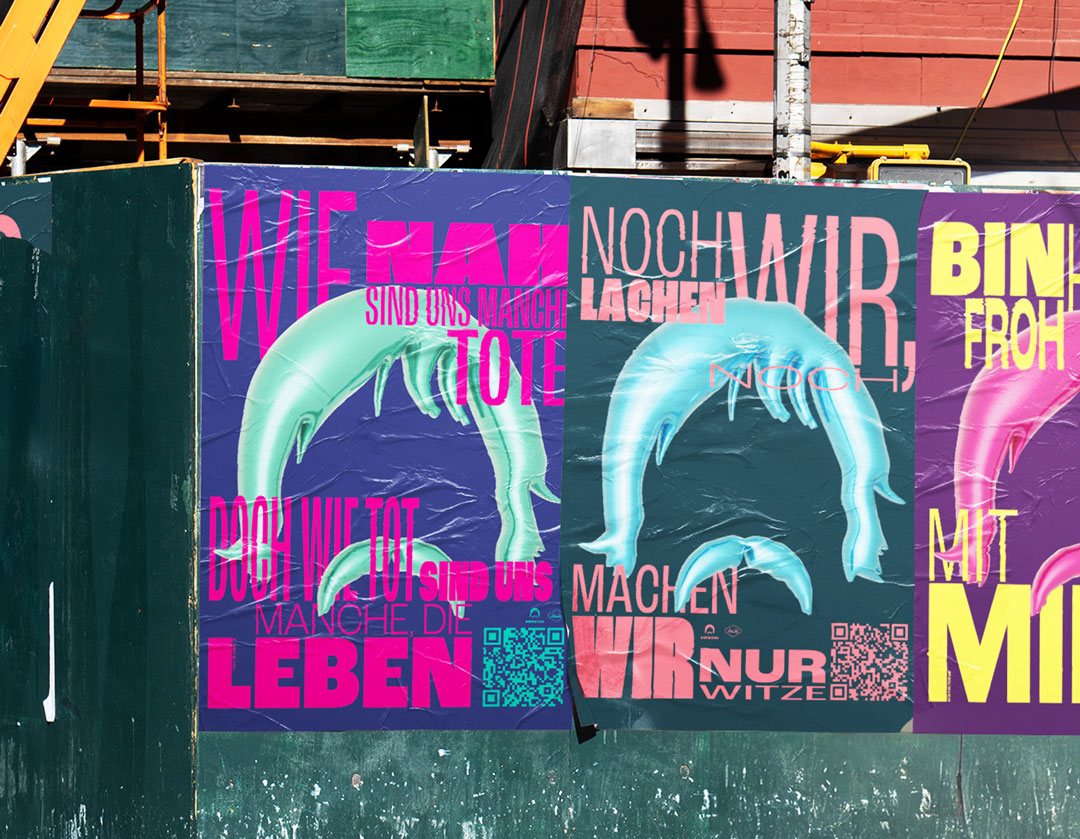 WIE
NAH
SIND UNS MANCHE
TOTE
DOCH WIE TOT
SIND UNS
MANCHE, DIE
LEBEN
NOCH
LACHEN
WIR,
NOCH,
MACHEN
WIR
NUR
WITZE
BIN
FROH
MIT
MI